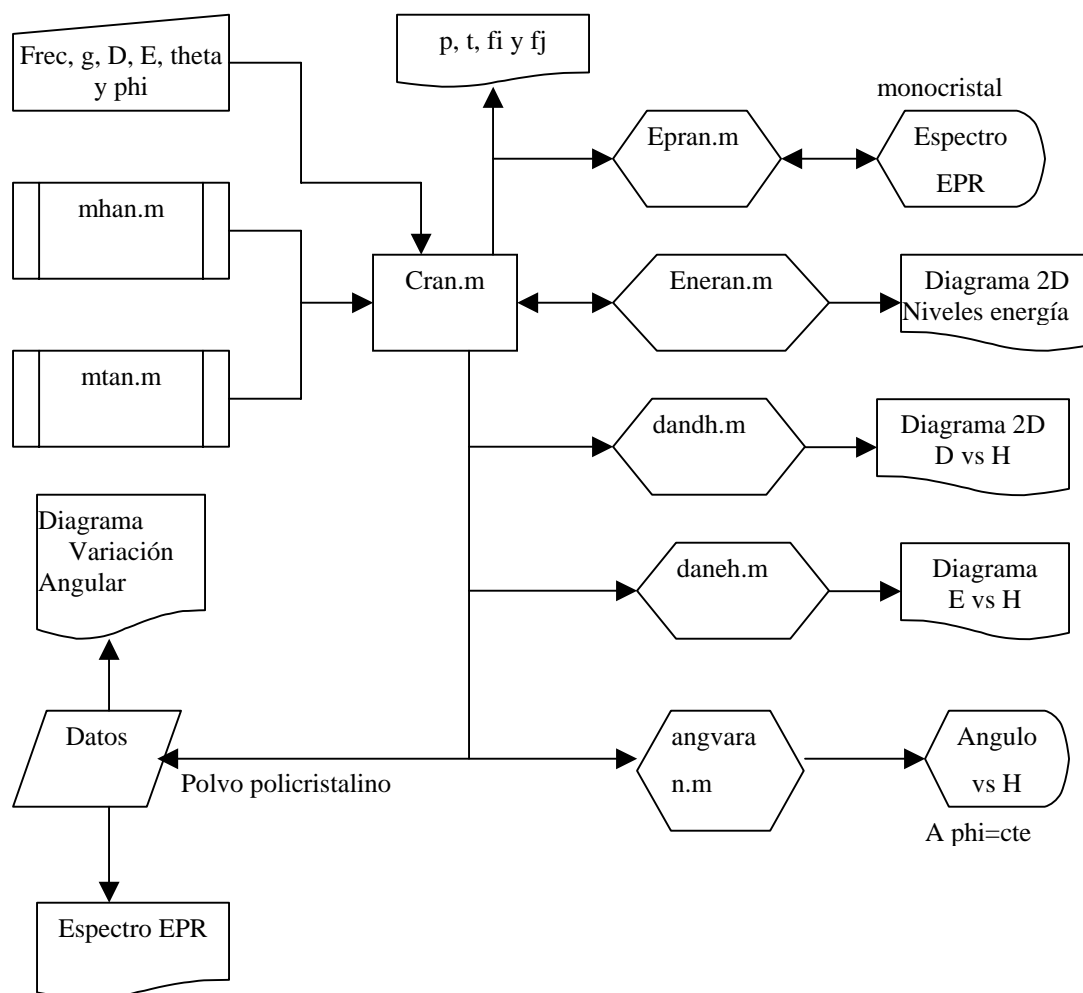 Frec, g, D, E, theta
y phi
p, t, fi y fj
monocristal
Epran.m
Espectro
EPR
mhan.m
Cran.m
Eneran.m
Diagrama 2D
Niveles energía
mtan.m
dandh.m
Diagrama 2D
D vs H
Diagrama
Variación
Angular
daneh.m
Diagrama
E vs H
Datos
Polvo policristalino
angvara
n.m
Angulo
vs H
A phi=cte
Espectro EPR